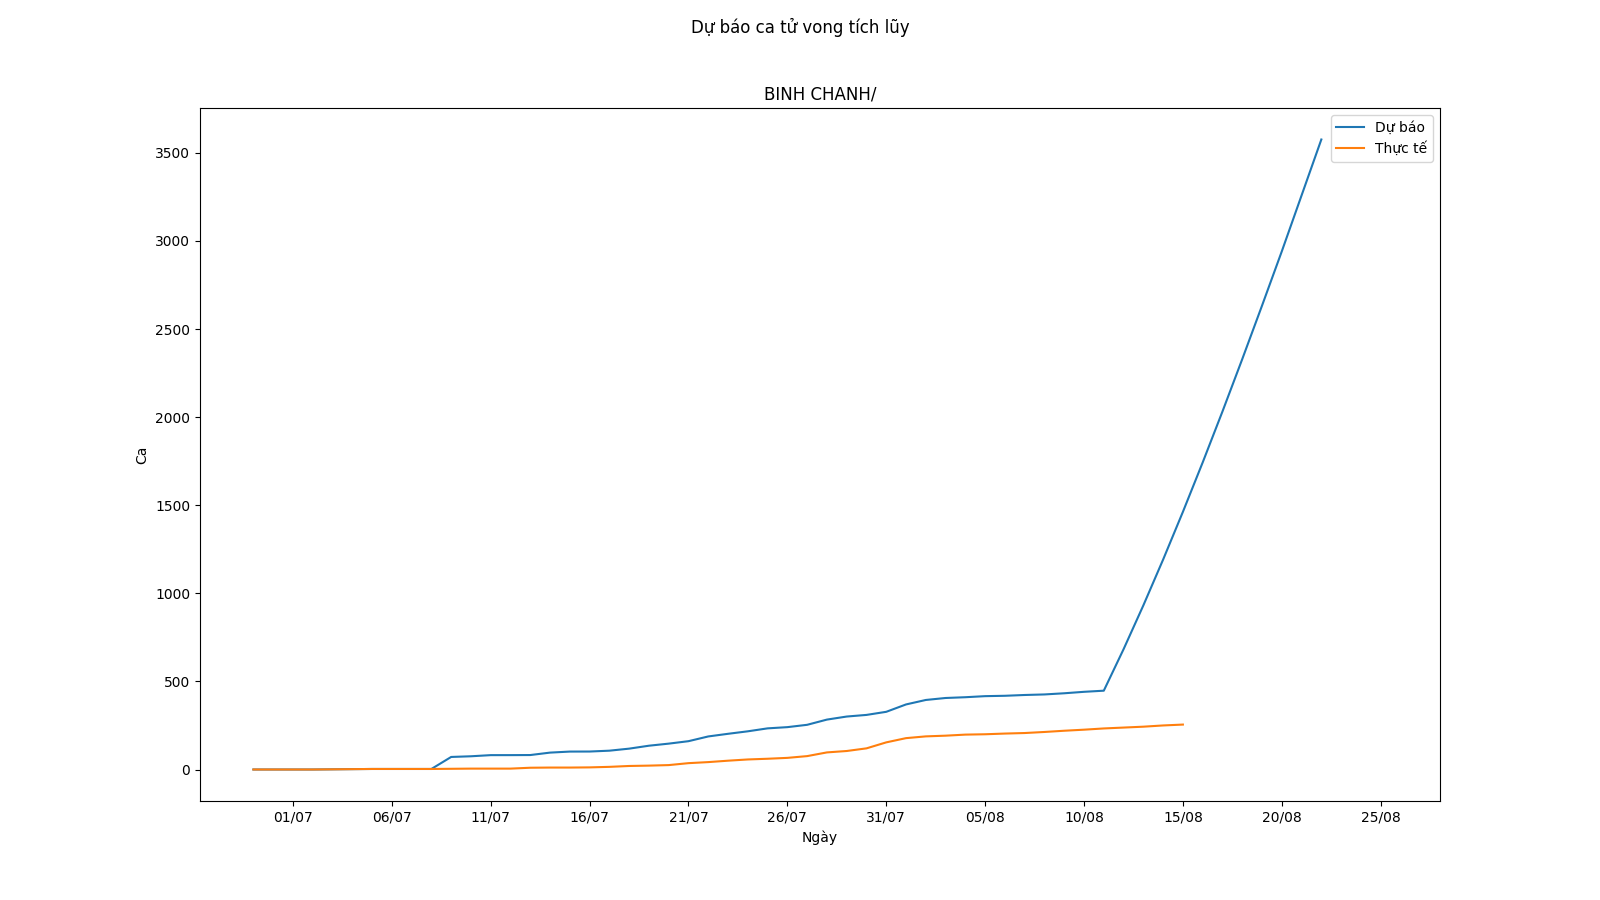 Dự báo ca tử vong tích lũy
BINH CHANH/
Dự báo
Thực tế
3500
3000
2500
2000
1500
1000
500
0
Ca
01/07 06/07 11/07 16/07 21/07 26/07 31/07 05/08 10/08 15/08 20/08 25/08
Ngày